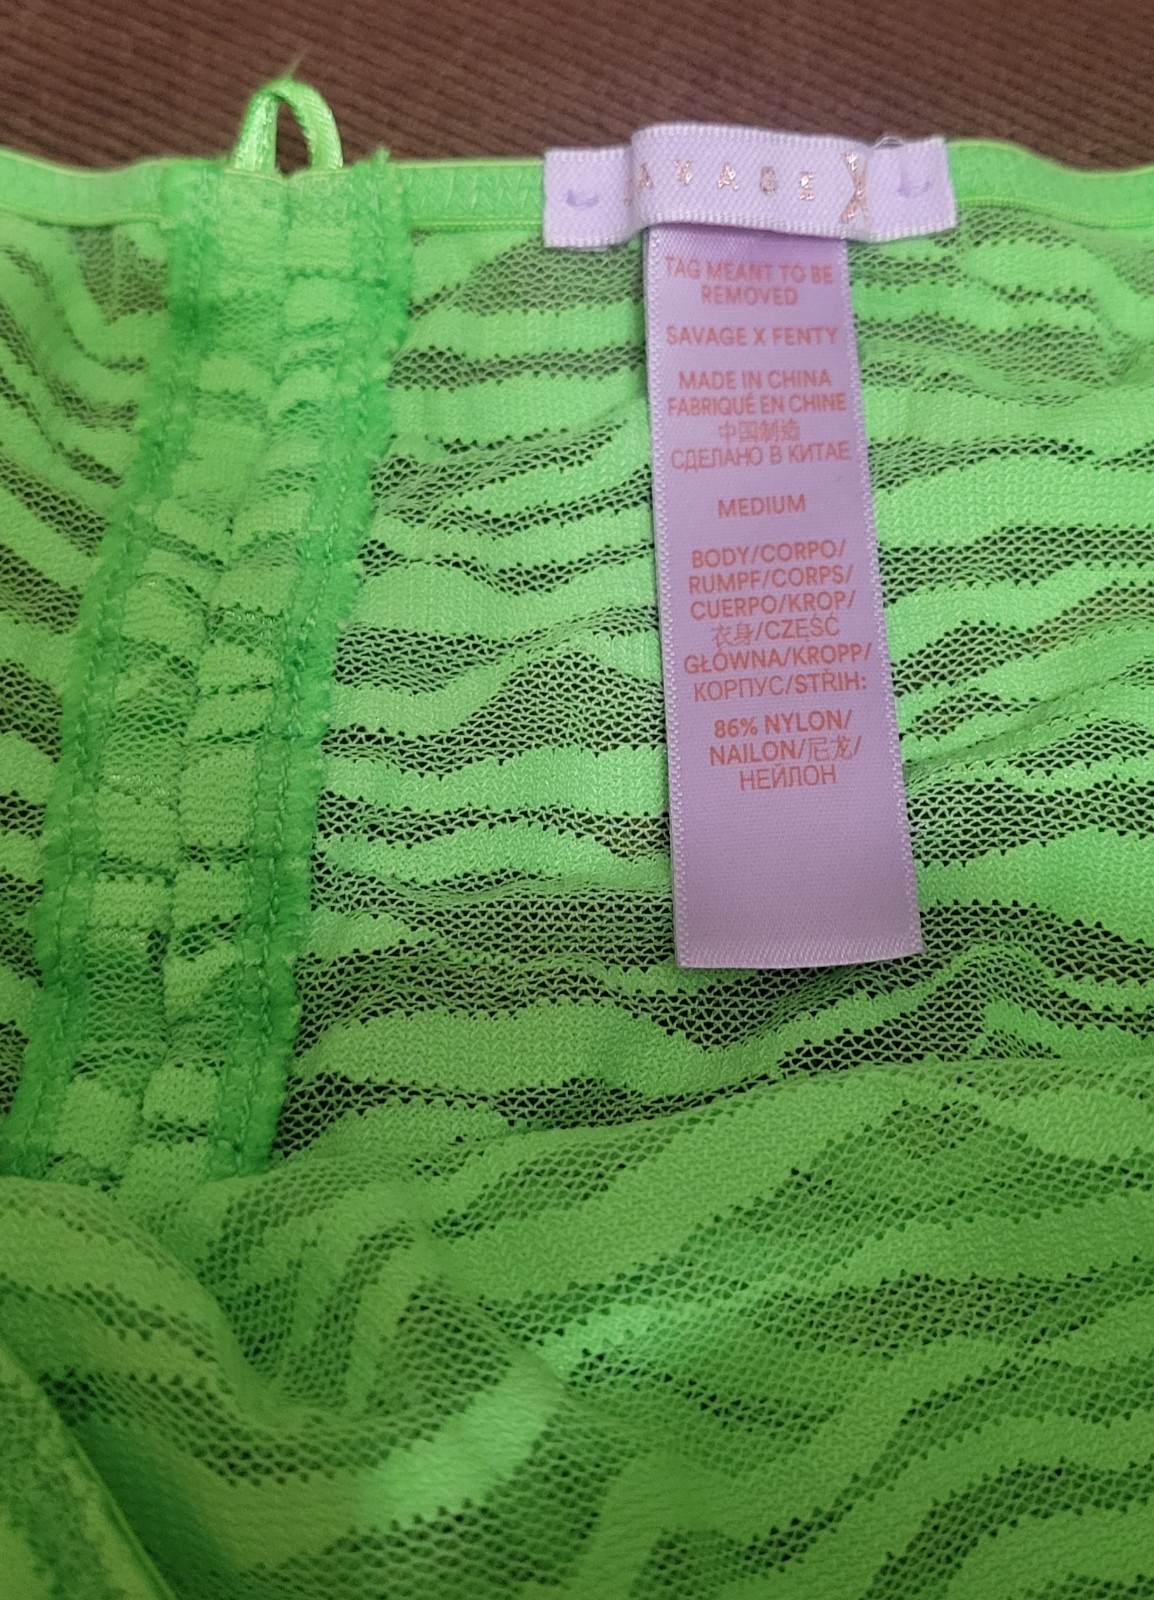 SAVAGE X
TAG MEANT TO BE
REMOVED
SAVAGE X FENTY
MADE IN CHINA
FABRIQUÉ EN CHINE
中国制造
СДЕЛАНО В КИТАЕ
MEDIUM
BODY/CORPO/
RUMPF/CORPS/
CUERPO/KROP/
衣身/CZĘŚĆ
GŁÓWNA/KROPP/
КОРПУС/STŘIH:
86% NYLON/
NAILON/尼龙/
НЕЙЛОН